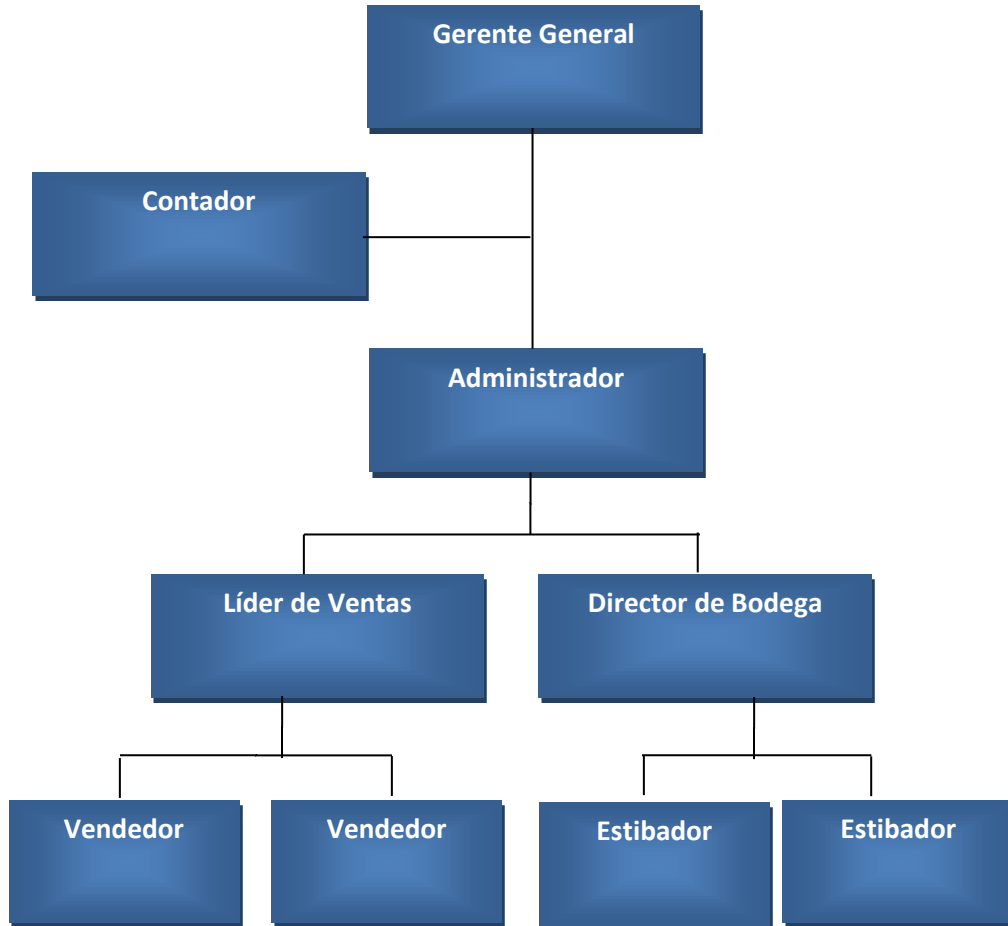 Gerente General
Contador
Administrador
Líder de Ventas
Director de Bodega
Vendedor
Vendedor
Estibador
Estibador